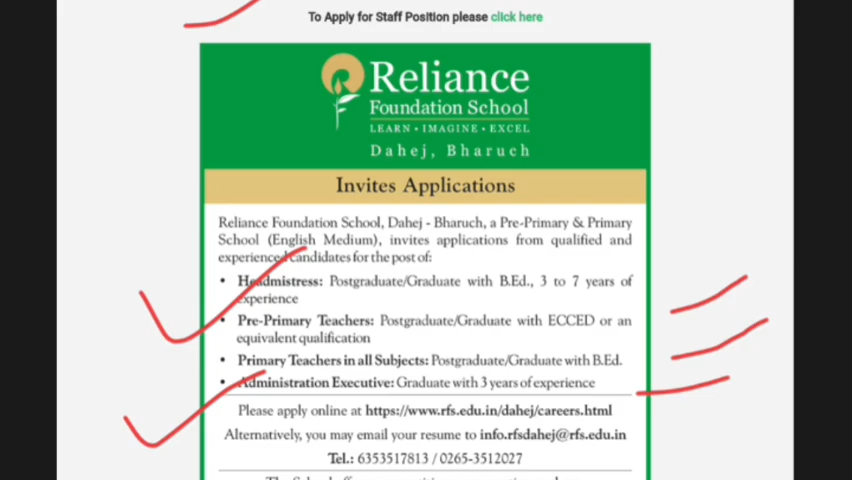 To Apply for Staff Position please click here
Reliance
Foundation School
LEARN • IMAGINE • EXCEL
Dahej, Bharuch
Invites Applications
Reliance Foundation School, Dahej - Bharuch, a Pre-Primary & Primary
School (English Medium), invites applications from qualified and
experienced candidates for the post of:
• Headmistress: Postgraduate/Graduate with B.Ed., 3 to 7 years of
experience
• Pre-Primary Teachers: Postgraduate/Graduate with ECCED or an
equivalent qualification
• Primary Teachers in all Subjects: Postgraduate/Graduate with B.Ed.
• Administration Executive: Graduate with 3 years of experience
Please apply online at https://www.rfs.edu.in/dahej/careers.html
Alternatively, you may email your resume to info.rfsdahej@rfs.edu.in
Tel.: 6353517813 / 0265-3512027